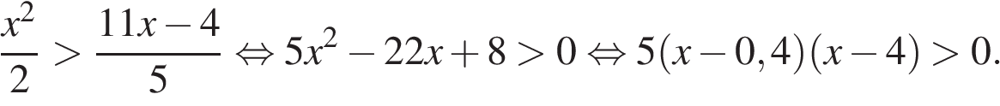 x²/2 > (11x − 4)/5 ⇔ 5x² − 22x + 8 > 0 ⇔ 5(x − 0,4)(x − 4) > 0.